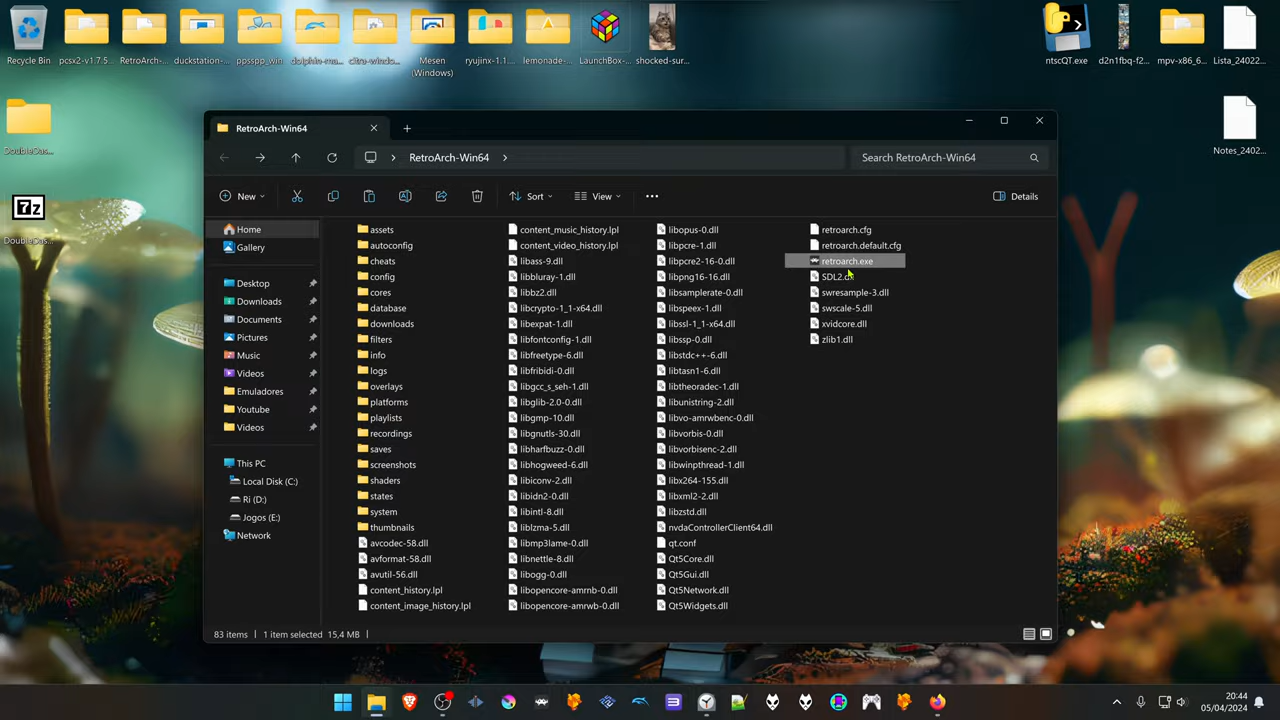 Recycle Bin
pcsx2-v1.7.5...
RetroArch-...
duckstation-...
ppsspp_win
dolphin-ma...
citra-windo...
Mesen
(Windows)
ryujinx-1.1...
lemonade-...
LaunchBox-...
shocked-sur...
ntscQT.exe
d2n1fbq-f2...
mpv-x86_6...
Lista_24022...
DoubleDas...
Notes_2402...
7z
DoubleDas...
RetroArch-Win64
RetroArch-Win64
Search RetroArch-Win64
New
Sort
View
Details
Home
Gallery
Desktop
Downloads
Documents
Pictures
Music
Videos
Emuladores
Youtube
Videos
This PC
Local Disk (C:)
Ri (D:)
Jogos (E:)
Network
assets
autoconfig
cheats
config
cores
database
downloads
filters
info
logs
overlays
platforms
playlists
recordings
saves
screenshots
shaders
states
system
thumbnails
avcodec-58.dll
avformat-58.dll
avutil-56.dll
content_history.lpl
content_image_history.lpl
content_music_history.lpl
content_video_history.lpl
libass-9.dll
libbluray-1.dll
libbz2.dll
libcrypto-1_1-x64.dll
libexpat-1.dll
libfontconfig-1.dll
libfreetype-6.dll
libfribidi-0.dll
libgcc_s_seh-1.dll
libglib-2.0-0.dll
libgmp-10.dll
libgnutls-30.dll
libharfbuzz-0.dll
libhogweed-6.dll
libiconv-2.dll
libidn2-0.dll
libintl-8.dll
liblzma-5.dll
libmp3lame-0.dll
libnettle-8.dll
libogg-0.dll
libopencore-amrnb-0.dll
libopencore-amrwb-0.dll
libopus-0.dll
libpcre-1.dll
libpcre2-16-0.dll
libpng16-16.dll
libsamplerate-0.dll
libspeex-1.dll
libssl-1_1-x64.dll
libssp-0.dll
libstdc++-6.dll
libtasn1-6.dll
libtheoradec-1.dll
libunistring-2.dll
libvo-amrwbenc-0.dll
libvorbis-0.dll
libvorbisenc-2.dll
libwinpthread-1.dll
libx264-155.dll
libxml2-2.dll
libzstd.dll
nvdaControllerClient64.dll
qt.conf
Qt5Core.dll
Qt5Gui.dll
Qt5Network.dll
Qt5Widgets.dll
retroarch.cfg
retroarch.default.cfg
retroarch.exe
SDL2.dll
swresample-3.dll
swscale-5.dll
xvidcore.dll
zlib1.dll
83 items
1 item selected 15,4 MB
20:44
05/04/2024